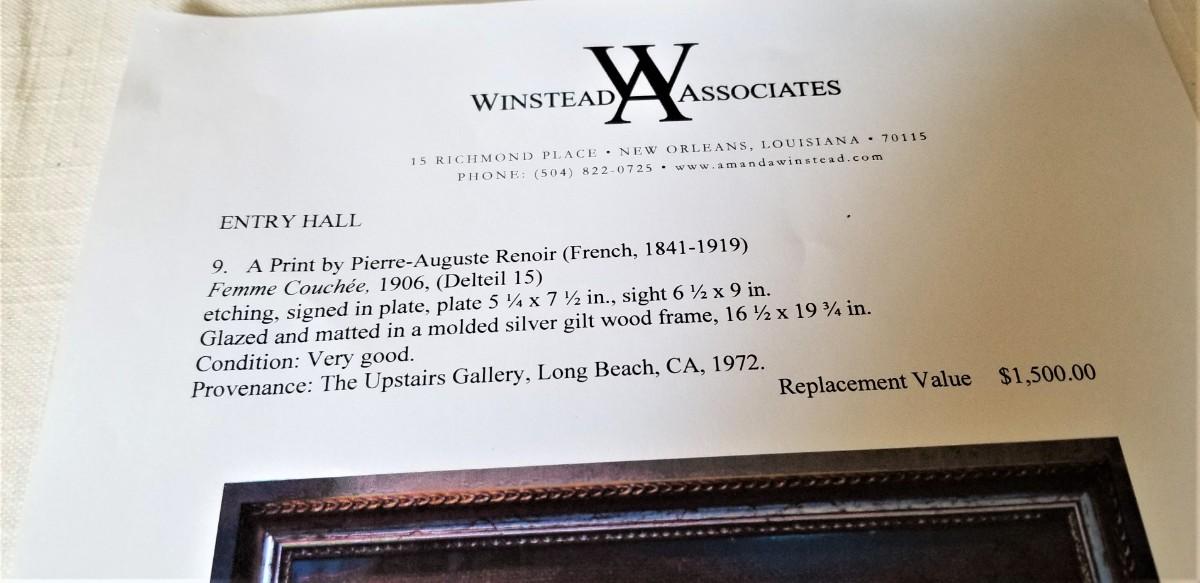 WINSTEAD WA ASSOCIATES
15 RICHMOND PLACE • NEW ORLEANS, LOUISIANA • 70115
PHONE: (504) 822-0725 • www.amandawinstead.com
ENTRY HALL
9. A Print by Pierre-Auguste Renoir (French, 1841-1919)
Femme Couchée, 1906, (Delteil 15)
etching, signed in plate, plate 5 ¼ x 7 ½ in., sight 6 ½ x 9 in.
Glazed and matted in a molded silver gilt wood frame, 16 ½ x 19 ¾ in.
Condition: Very good.
Provenance: The Upstairs Gallery, Long Beach, CA, 1972.
Replacement Value $1,500.00